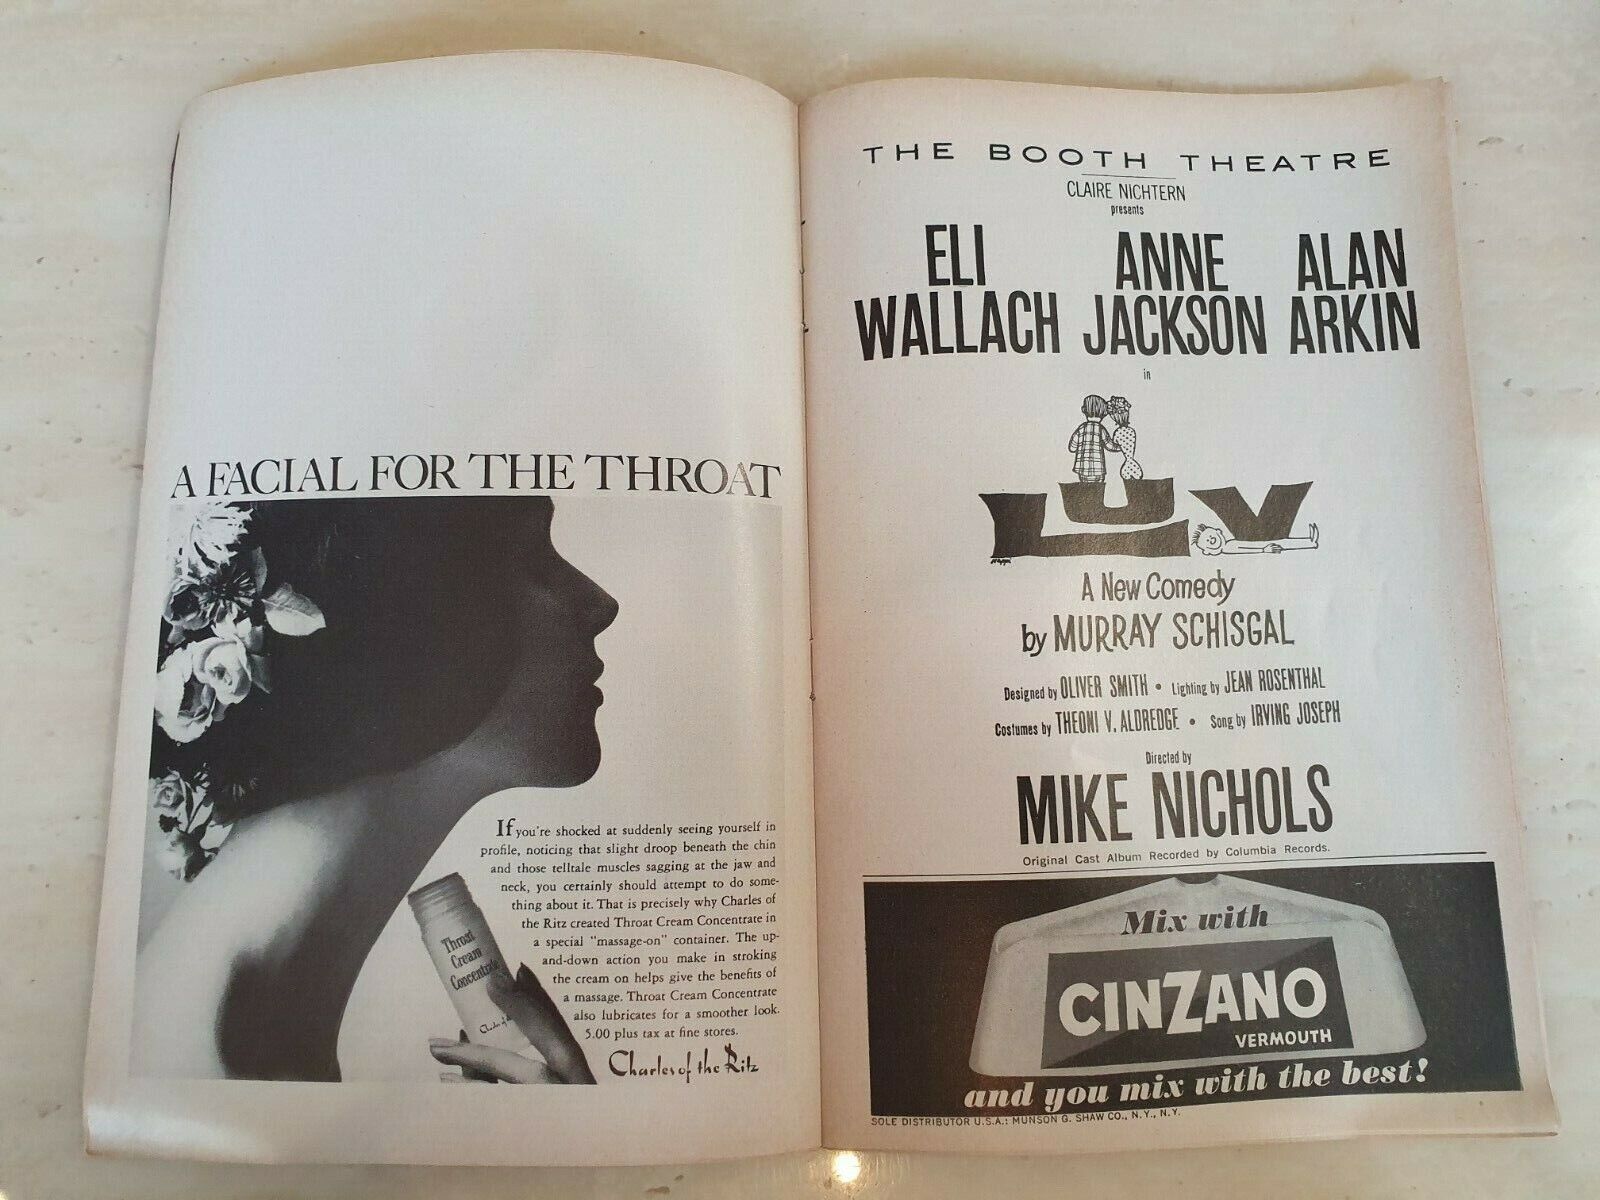 A FACIAL FOR THE THROAT
If you're shocked at suddenly seeing yourself in
profile, noticing that slight droop beneath the chin
and those telltale muscles sagging at the jaw and
neck, you certainly should attempt to do some-
thing about it. That is precisely why Charles of
the Ritz created Throat Cream Concentrate in
a special "massage-on" container. The up-
and-down action you make in stroking
the cream on helps give the benefits of
a massage. Throat Cream Concentrate
also lubricates for a smoother look.
5.00 plus tax at fine stores.
Throat
Cream
Concentrate
Charles of the Ritz
THE BOOTH THEATRE
CLAIRE NICHTERN
presents
ELI ANNE ALAN
WALLACH JACKSON ARKIN
in
LUV
A New Comedy
by MURRAY SCHISGAL
Designed by OLIVER SMITH • Lighting by JEAN ROSENTHAL
Costumes by THEONI V. ALDREDGE • Song by IRVING JOSEPH
Directed by
MIKE NICHOLS
Original Cast Album Recorded by Columbia Records.
Mix with
CINZANO
VERMOUTH
and you mix with the best!
SOLE DISTRIBUTOR U.S.A.: MUNSON G. SHAW CO., N.Y., N.Y.